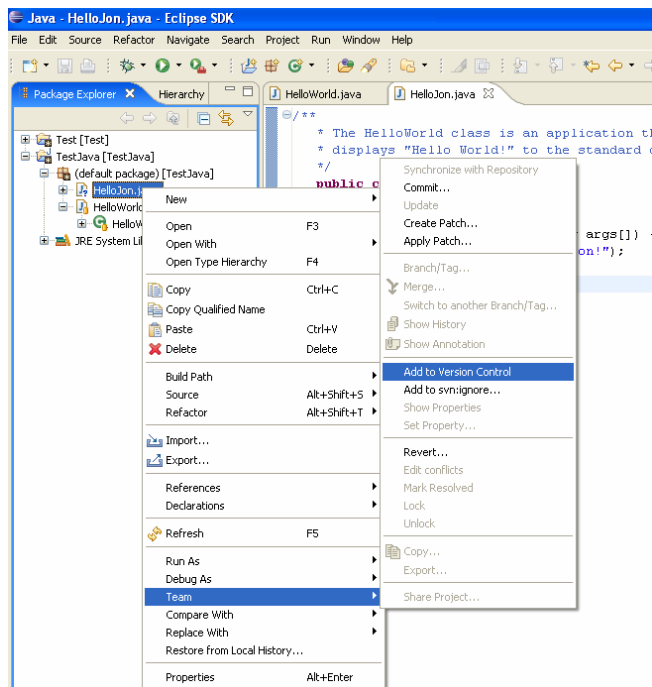 Java - HelloJon.java - Eclipse SDK
File Edit Source Refactor Navigate Search Project Run Window Help
Package Explorer Hierarchy
HelloWorld.java HelloJon.java
/**
* The HelloWorld class is an application
* displays "Hello World!" to the standard
*/
public
args[])
");
Test [Test]
TestJava [TestJava]
(default package) [TestJava]
HelloJon.
HelloWorl
HelloW
JRE System Li
New
Open F3
Open With
Open Type Hierarchy F4
Copy Ctrl+C
Copy Qualified Name
Paste Ctrl+V
Delete Delete
Build Path
Source Alt+Shift+S
Refactor Alt+Shift+T
Import...
Export...
References
Declarations
Refresh F5
Run As
Debug As
Team
Compare With
Replace With
Restore from Local History...
Properties Alt+Enter
Synchronize with Repository
Commit...
Update
Create Patch...
Apply Patch...
Branch/Tag...
Merge...
Switch to another Branch/Tag...
Show History
Show Annotation
Add to Version Control
Add to svn:ignore...
Show Properties
Set Property...
Revert...
Edit conflicts
Mark Resolved
Lock
Unlock
Copy...
Export...
Share Project...